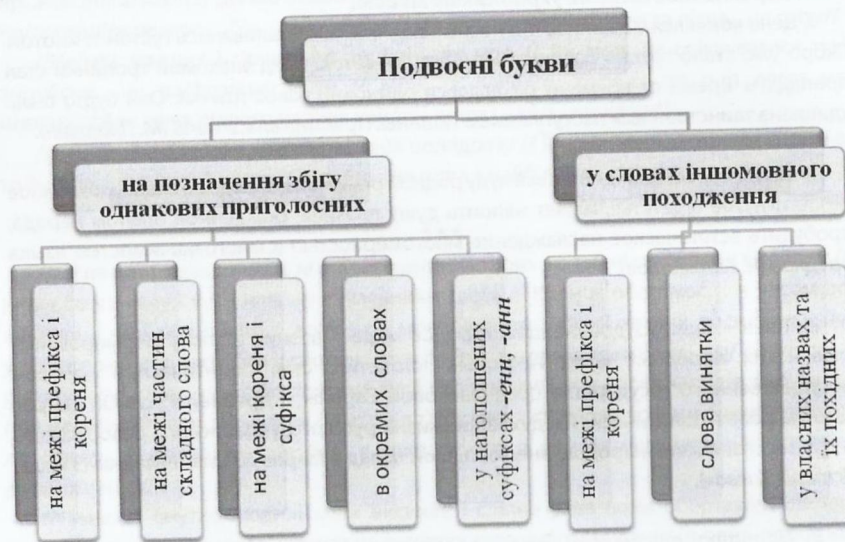 Подвоєні букви
на позначення збігу
однакових приголосних
у словах іншомовного
походження
на межі префікса і
кореня
на межі частин
складного слова
на межі кореня і
суфікса
в окремих словах
у наголошених
суфіксах -енн, -анн
на межі префікса і
кореня
слова винатки
у власних назвах та
їх похідних